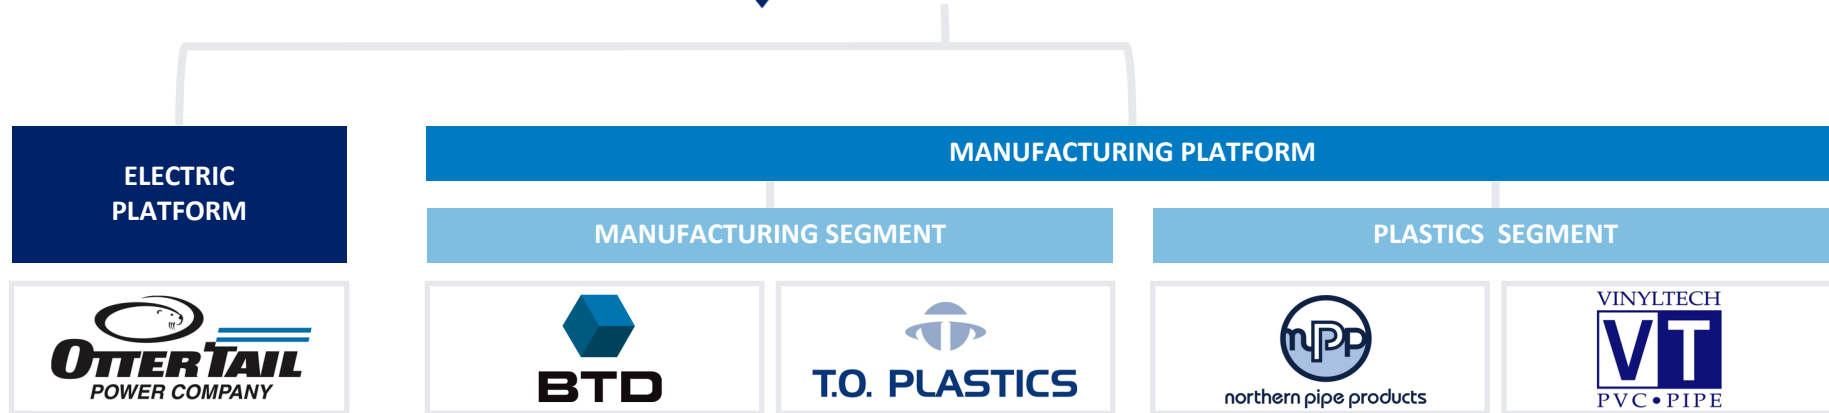 ELECTRIC
PLATFORM
MANUFACTURING PLATFORM
MANUFACTURING SEGMENT
PLASTICS SEGMENT
OTTER TAIL
POWER COMPANY
BTD
T.O. PLASTICS
nPp
northern pipe products
VINYLTECH
VT
PVC•PIPE